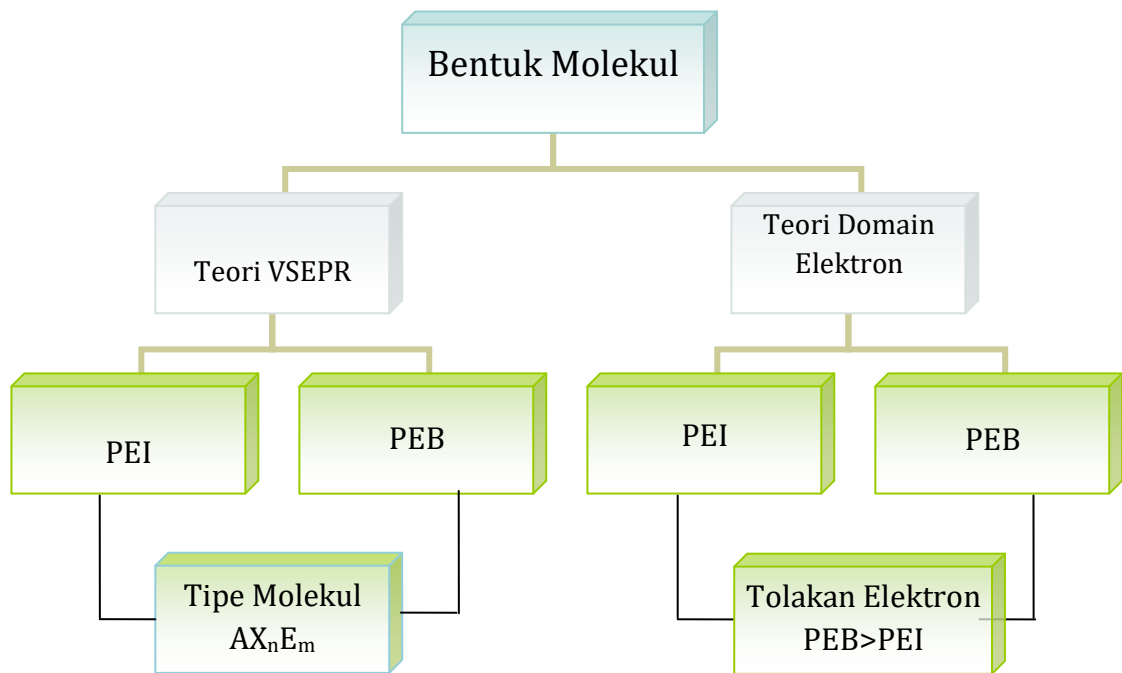 Bentuk Molekul
Teori VSEPR
Teori Domain
Elektron
PEI
PEB
PEI
PEB
Tipe Molekul
AXₙEₘ
Tolakan Elektron
PEB>PEI